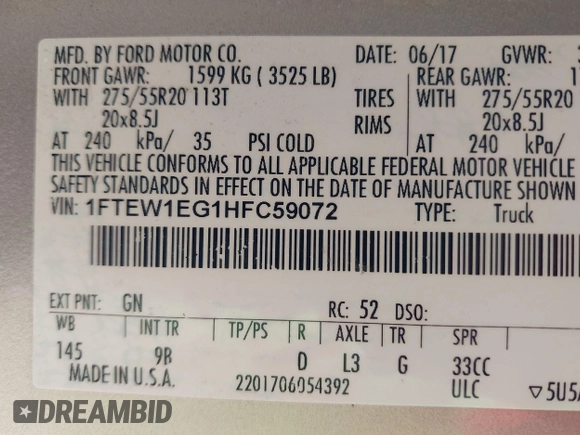 MFD. BY FORD MOTOR CO. DATE: 06/17 GVWR:
FRONT GAWR: 1599 KG ( 3525 LB) REAR GAWR:
WITH 275/55R20 113T TIRES WITH 275/55R20
20x8.5J RIMS 20x8.5J
AT 240 kPa/ 35 PSI COLD AT 240 kPa/
THIS VEHICLE CONFORMS TO ALL APPLICABLE FEDERAL MOTOR VEHICLE
SAFETY STANDARDS IN EFFECT ON THE DATE OF MANUFACTURE SHOWN
VIN: 1FTEW1EG1HFC59072 TYPE: Truck
EXT PNT: GN RC: 52 DSO:
WB INT TR TP/PS R AXLE TR SPR
145 9B D L3 G 33CC
MADE IN U.S.A. 2201706054392 ULC ▽5U5
DREAMBID